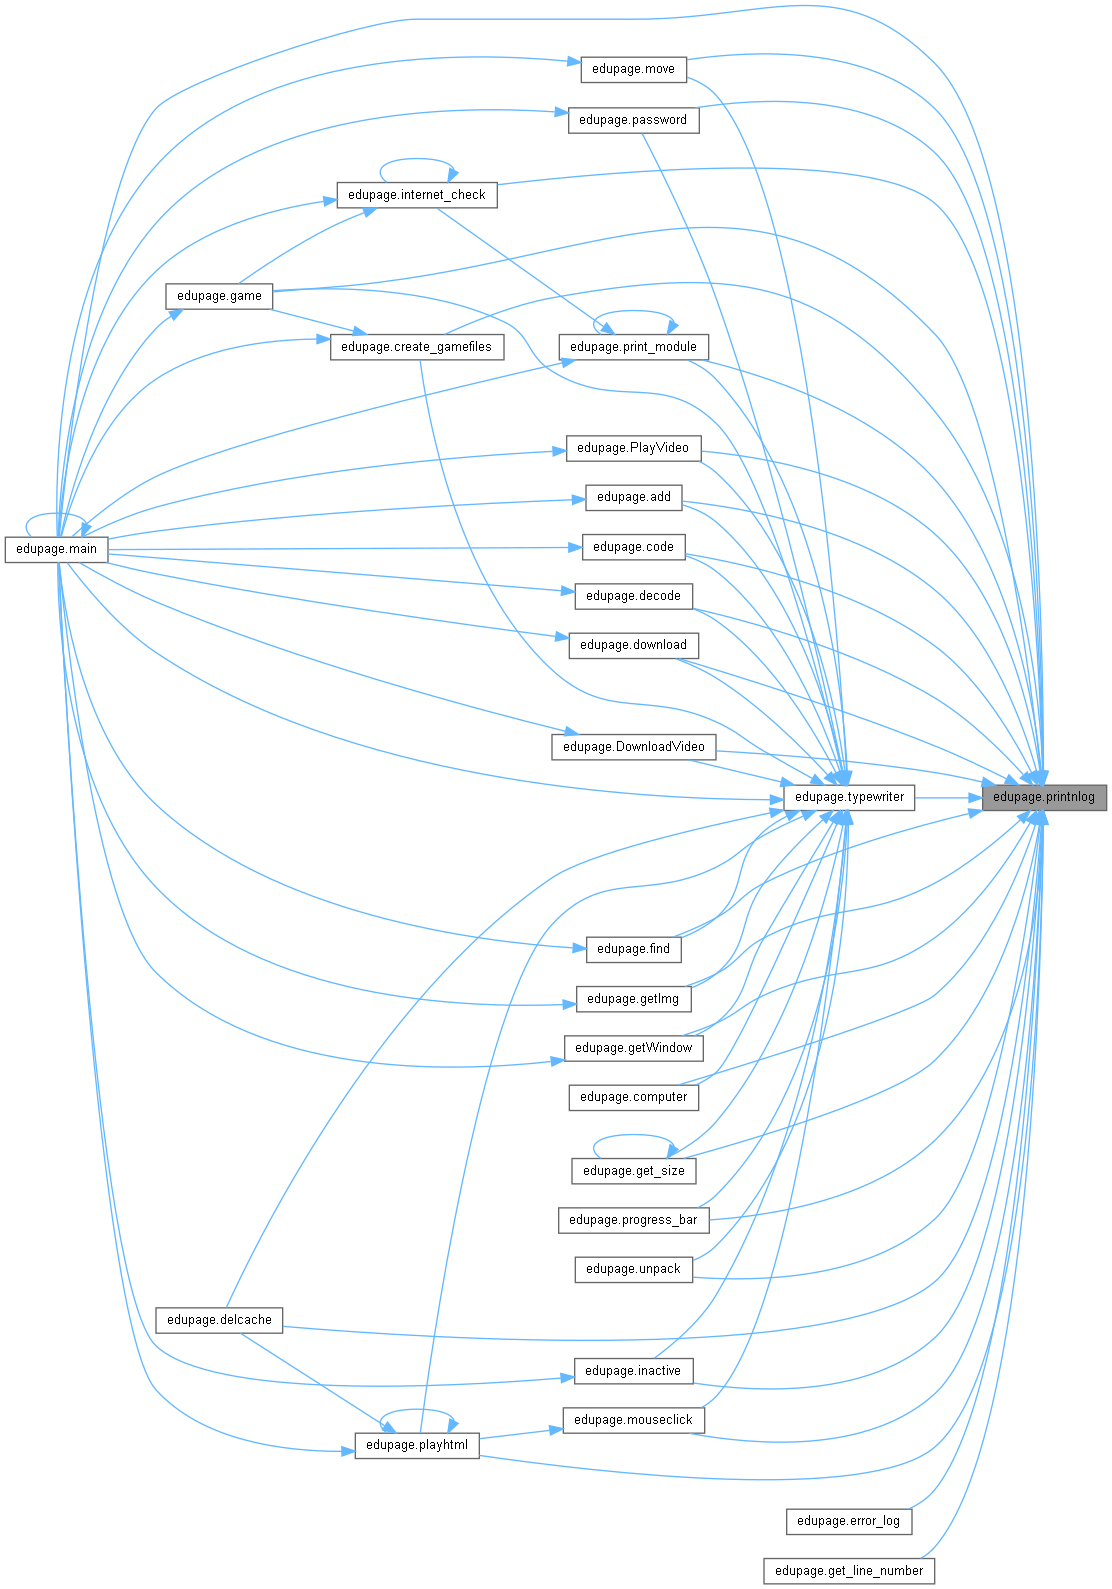 edupage.move
edupage.password
edupage.internet_check
edupage.game
edupage.create_gamefiles
edupage.print_module
edupage.PlayVideo
edupage.add
edupage.code
edupage.main
edupage.decode
edupage.download
edupage.DownloadVideo
edupage.typewriter
edupage.printnlog
edupage.find
edupage.getImg
edupage.getWindow
edupage.computer
edupage.get_size
edupage.progress_bar
edupage.unpack
edupage.delcache
edupage.inactive
edupage.mouseclick
edupage.playhtml
edupage.error_log
edupage.get_line_number